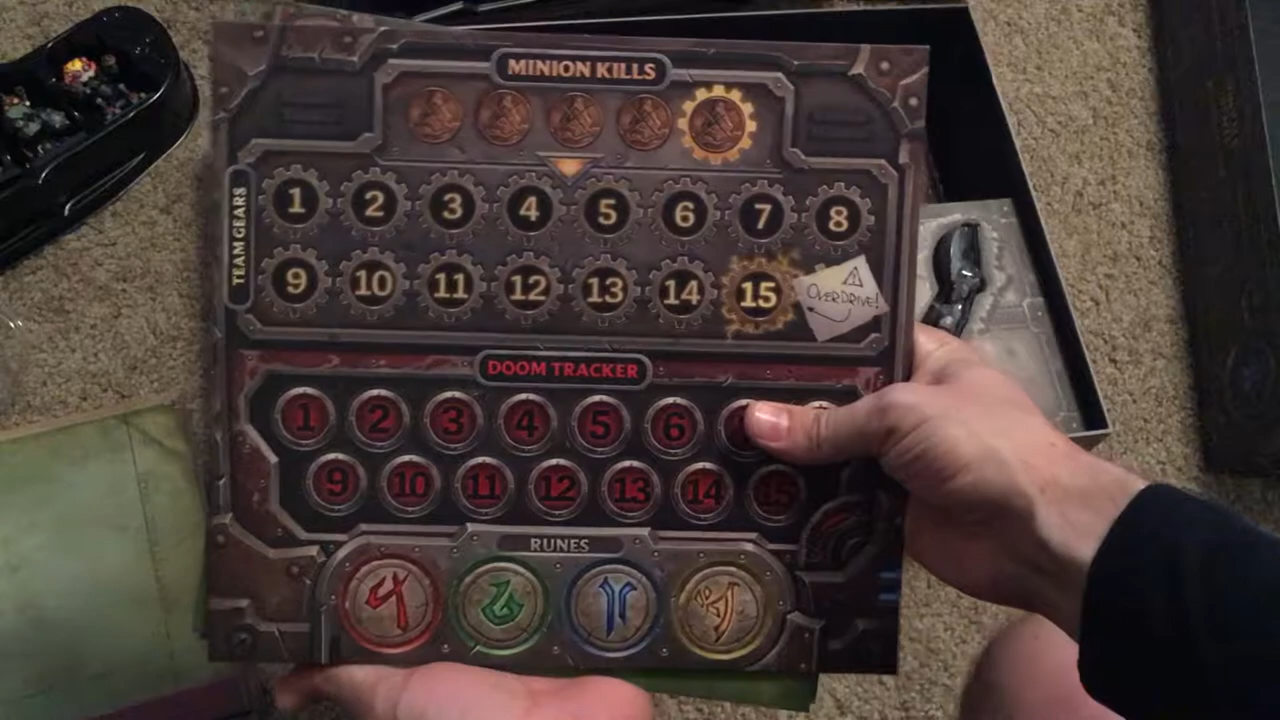 MINION KILLS
TEAM GEARS
1 2 3 4 5 6 7 8
9 10 11 12 13 14 15 OVERDRIVE!
DOOM TRACKER
1 2 3 4 5 6
9 10 11 12 13 14 15
RUNES